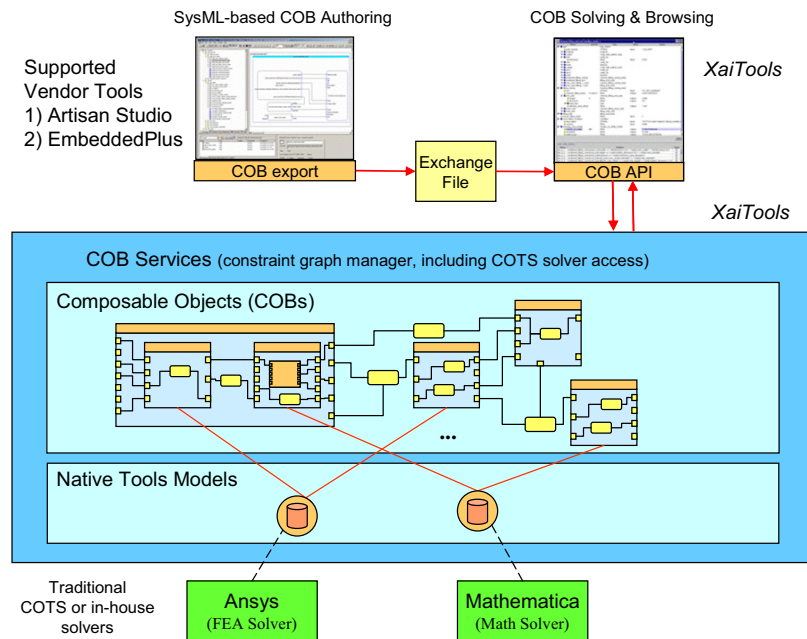 SysML-based COB Authoring
COB Solving & Browsing
Supported
Vendor Tools
1) Artisan Studio
2) EmbeddedPlus
XaiTools
COB export
Exchange
File
COB API
XaiTools
COB Services (constraint graph manager, including COTS solver access)
Composable Objects (COBs)
...
Native Tools Models
Traditional
COTS or in-house
solvers
Ansys
(FEA Solver)
Mathematica
(Math Solver)